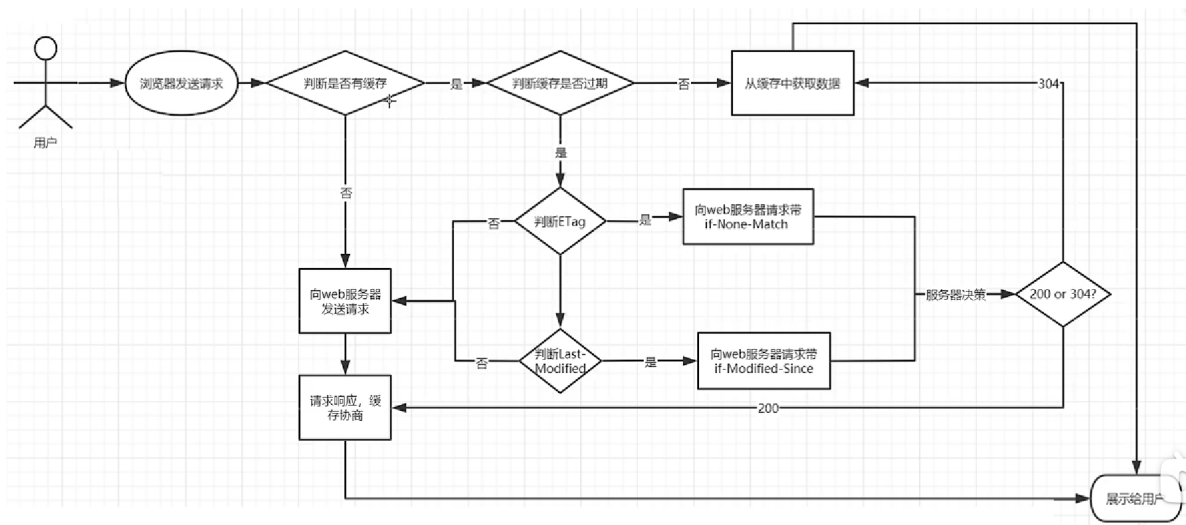 用户
浏览器发送请求
判断是否有缓存
是
判断缓存是否过期
否
从缓存中获取数据
304
是
否
判断ETag
否
是
向web服务器请求带
if-None-Match
向web服务器
发送请求
服务器决策
200 or 304?
判断Last-
Modified
否
是
向web服务器请求带
if-Modified-Since
请求响应，缓
存协商
200
展示给用户